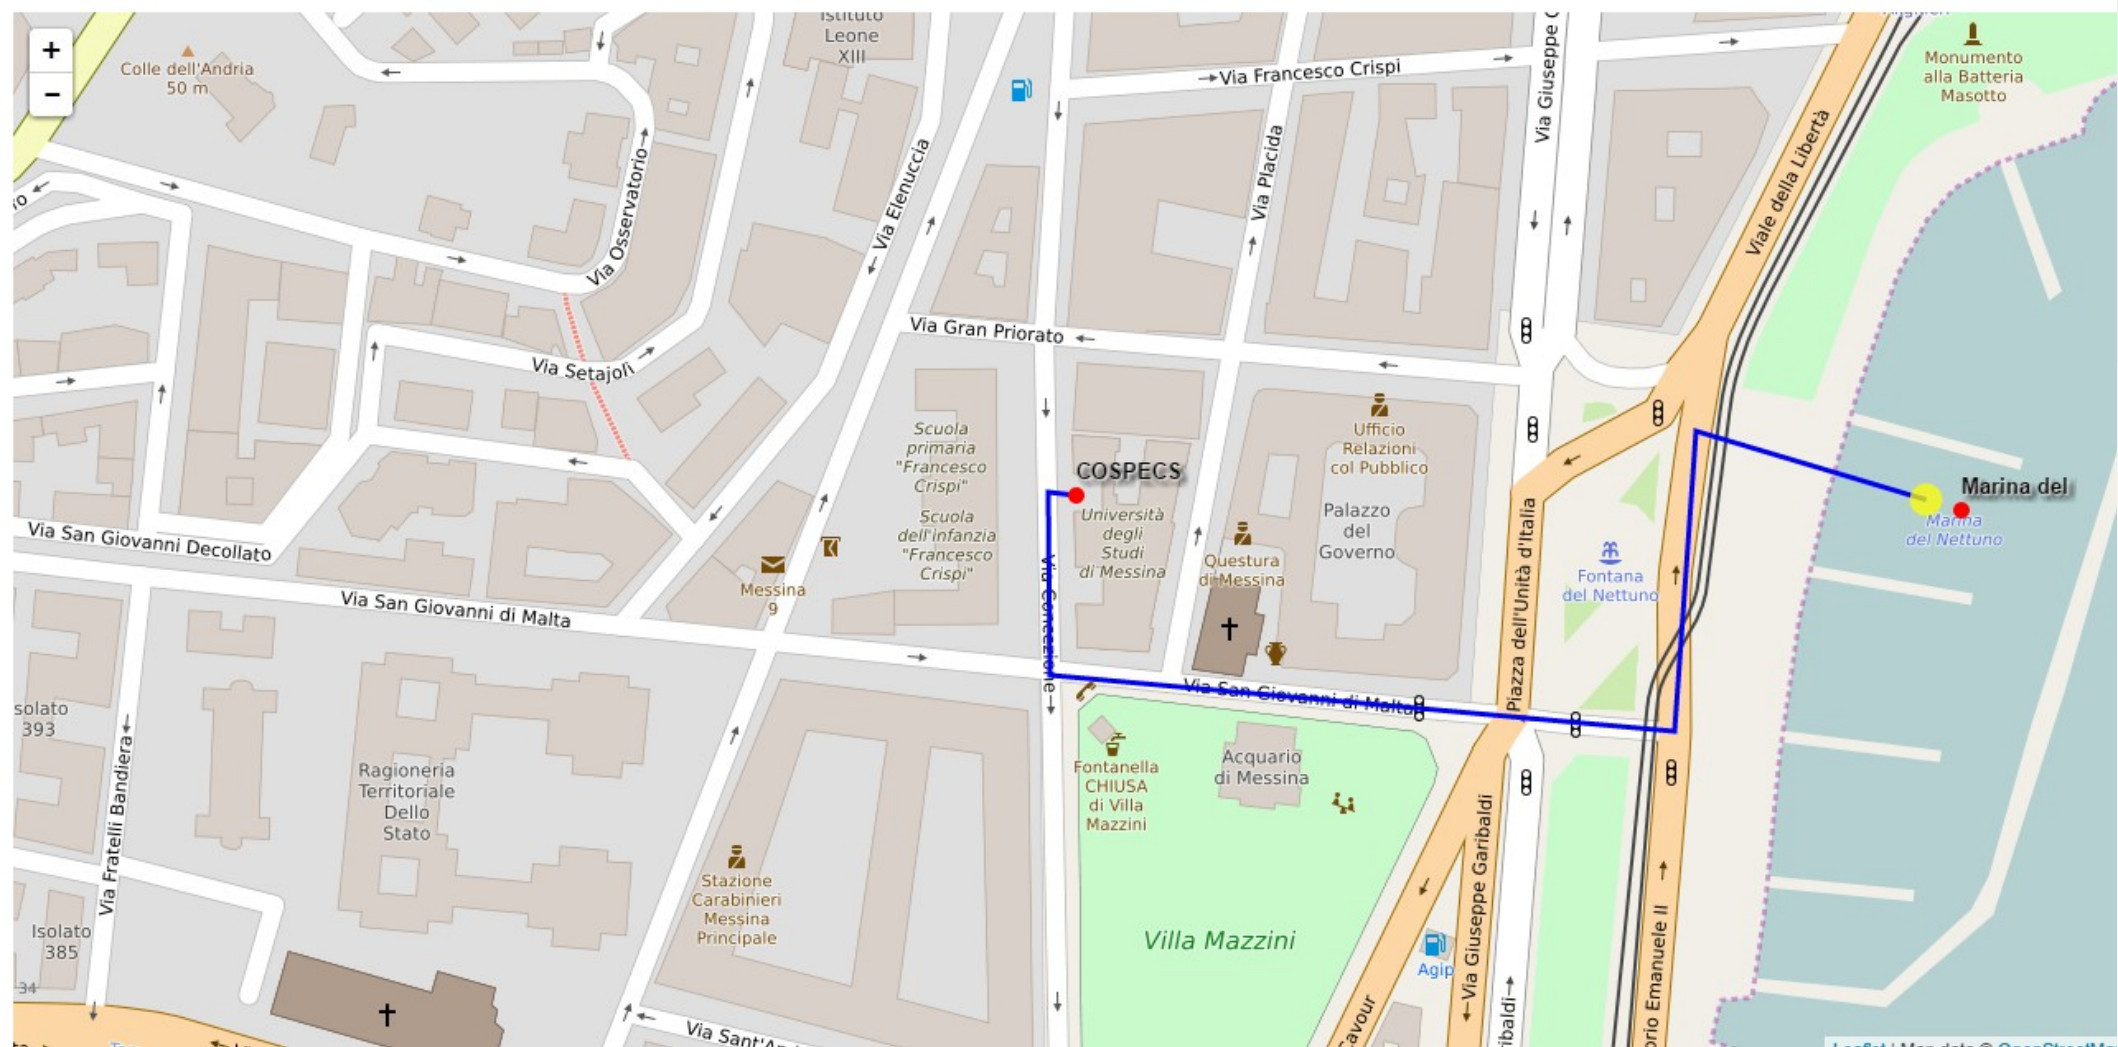 +
−
Colle dell'Andria
50 m
Istituto
Leone
XIII
Via Francesco Crispi
Monumento
alla Batteria
Masotto
Via Osservatorio
Via Elenuccia
Via Placida
Viale della Libertà
Via Gran Priorato
Via Setajoli
Scuola
primaria
"Francesco
Crispi"
Scuola
dell'infanzia
"Francesco
Crispi"
COSPECS
Università
degli
Studi
di Messina
Ufficio
Relazioni
col Pubblico
Palazzo
del
Governo
Questura
di Messina
Marina del
Marina
del Nettuno
Fontana
del Nettuno
Piazza dell'Unità d'Italia
Via San Giovanni Decollato
Messina
9
Via San Giovanni di Malta
Via Concezione
Via San Giovanni di Malta
solato
393
Via Fratelli Bandiera
Ragioneria
Territoriale
Dello
Stato
Fontanella
CHIUSA
di Villa
Mazzini
Acquario
di Messina
Stazione
Carabinieri
Messina
Principale
Villa Mazzini
Via Giuseppe Garibaldi
Agip
Isolato
385
34
Via Giuseppe
ribaldi
orio Emanuele II
avour
Via Sant'A